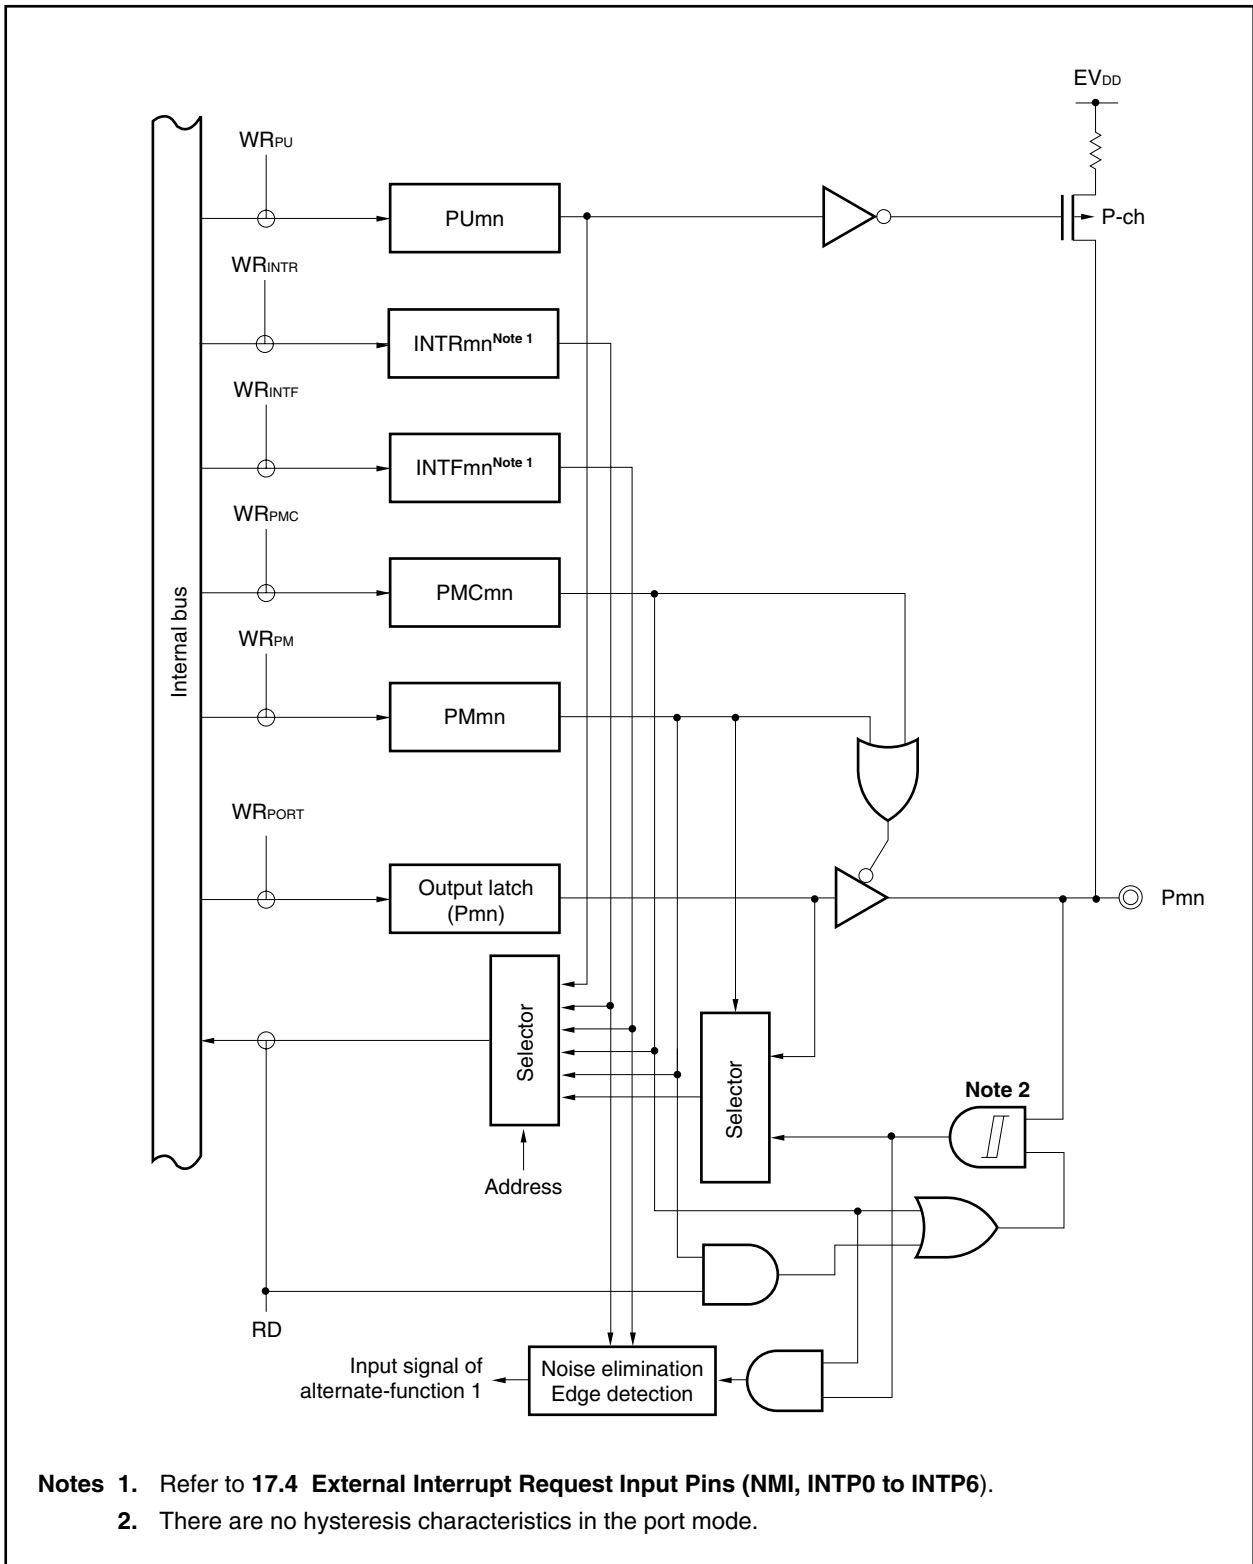 EVDD
WRPU
PUmn
P-ch
WRINTR
INTRmnNote 1
WRINTF
INTFmnNote 1
WRPMC
PMCmn
Internal bus
WRPM
PMmn
WRPORT
Output latch
(Pmn)
Pmn
Selector
Selector
Note 2
Address
RD
Input signal of
alternate-function 1
Noise elimination
Edge detection
Notes 1. Refer to 17.4 External Interrupt Request Input Pins (NMI, INTP0 to INTP6).
2. There are no hysteresis characteristics in the port mode.